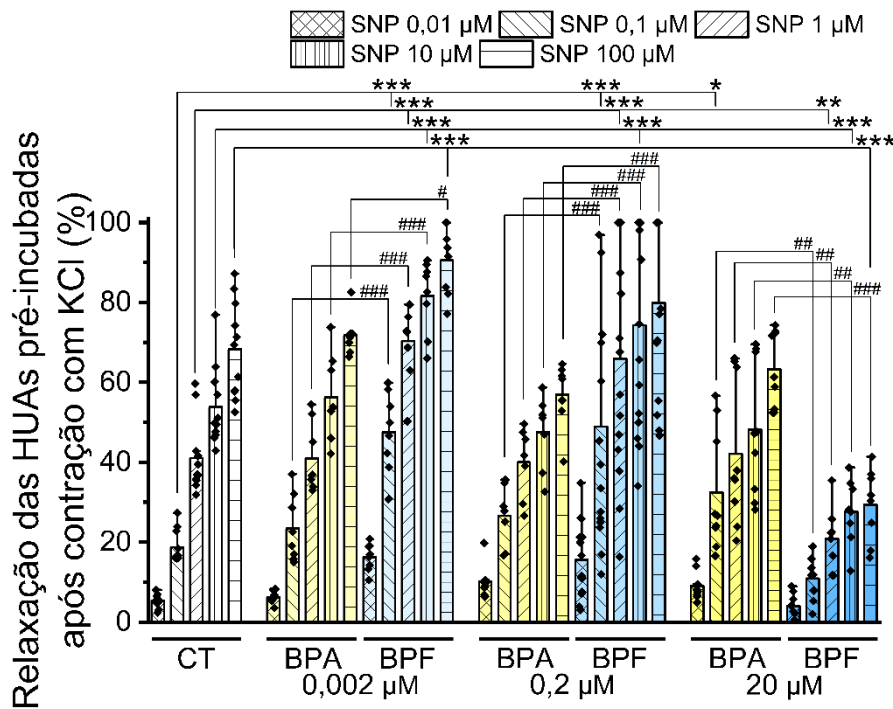 SNP 0,01 µM SNP 0,1 µM SNP 1 µM
SNP 10 µM SNP 100 µM
Relaxação das HUAs pré-incubadas
após contração com KCl (%)
*** *** *
*** *** **
*** *** ***
*** ***
# ### ### ### ###
### ### ###
## ## ## ###
100
80
60
40
20
0
CT BPA BPF BPA BPF BPA BPF
0,002 µM 0,2 µM 20 µM